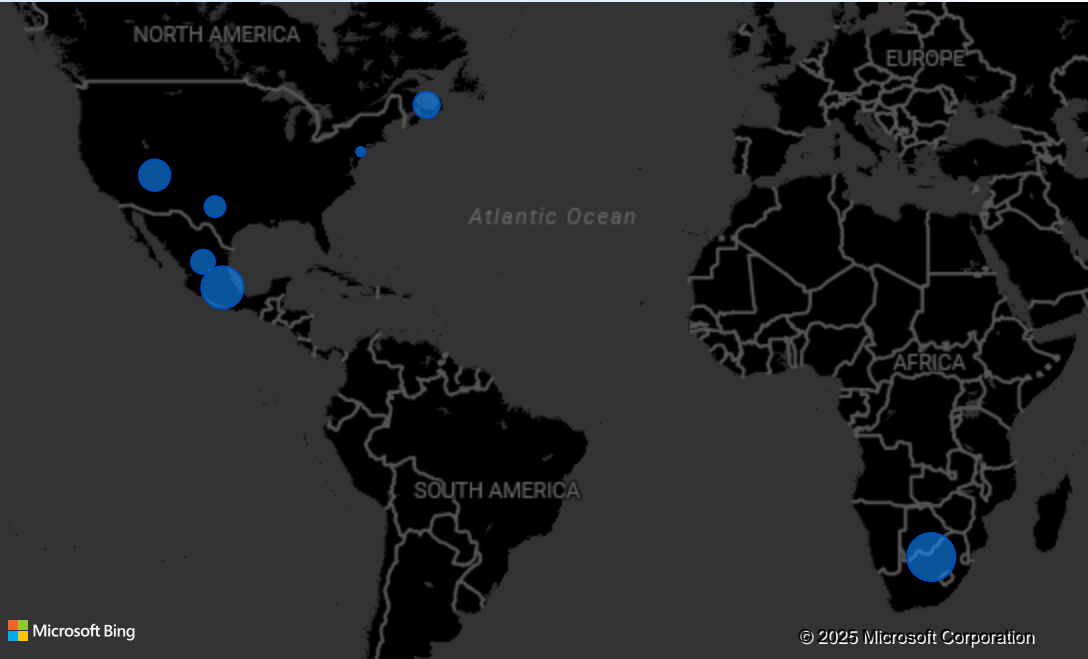 NORTH AMERICA
EUROPE
Atlantic Ocean
AFRICA
SOUTH AMERICA
Microsoft Bing
© 2025 Microsoft Corporation